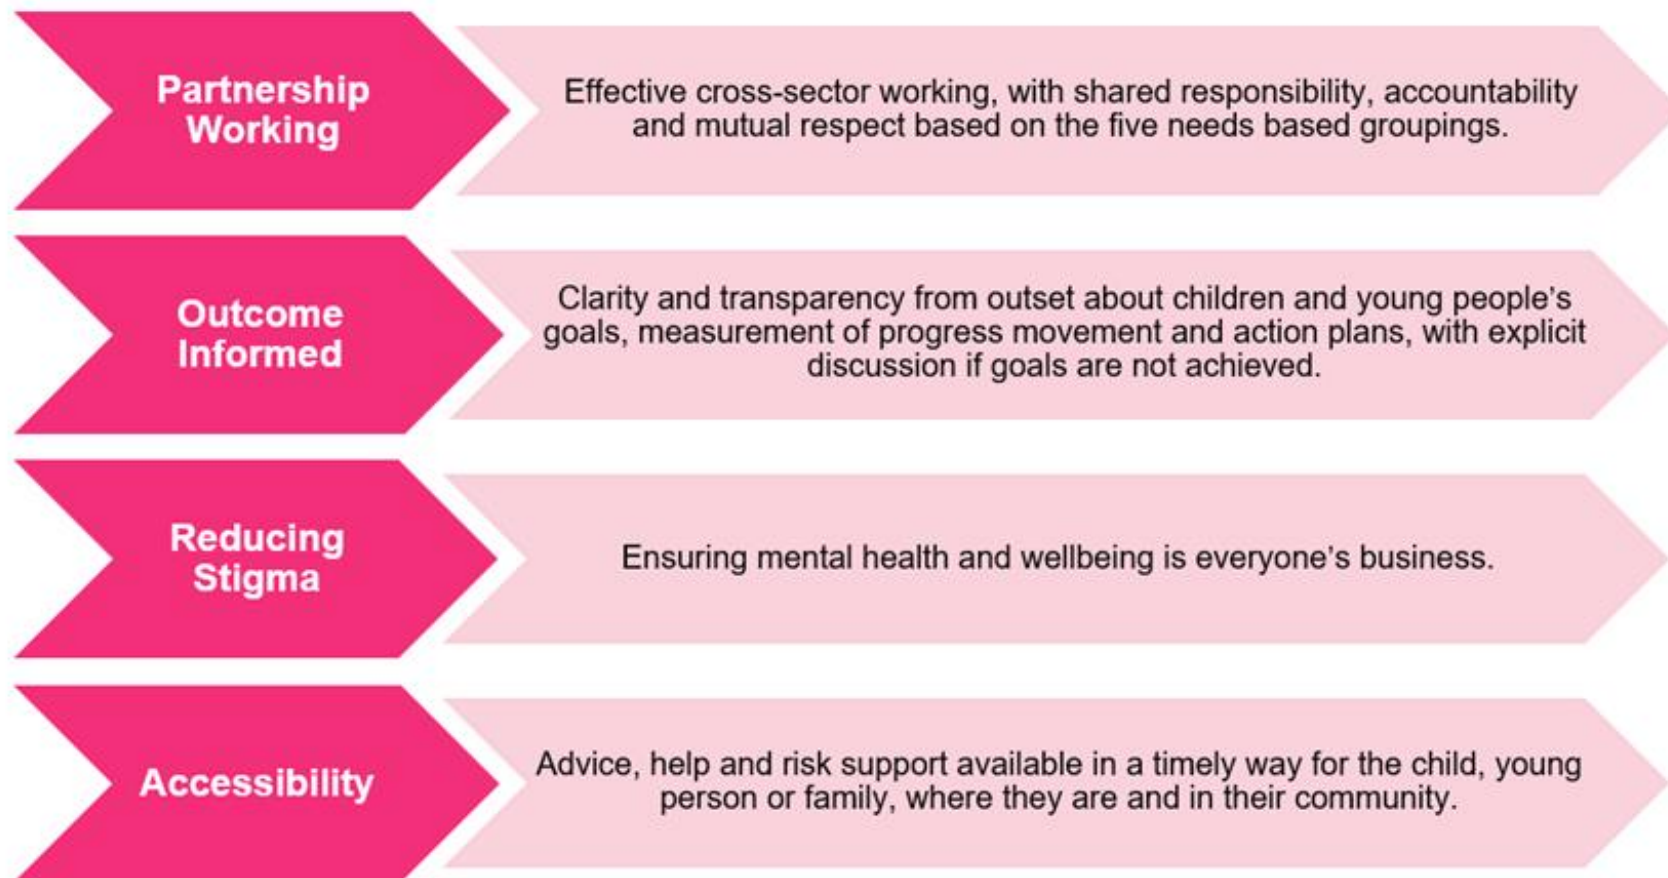 Partnership
Working
Effective cross-sector working, with shared responsibility, accountability
and mutual respect based on the five needs based groupings.
Outcome
Informed
Clarity and transparency from outset about children and young people's
goals, measurement of progress movement and action plans, with explicit
discussion if goals are not achieved.
Reducing
Stigma
Ensuring mental health and wellbeing is everyone's business.
Accessibility
Advice, help and risk support available in a timely way for the child, young
person or family, where they are and in their community.